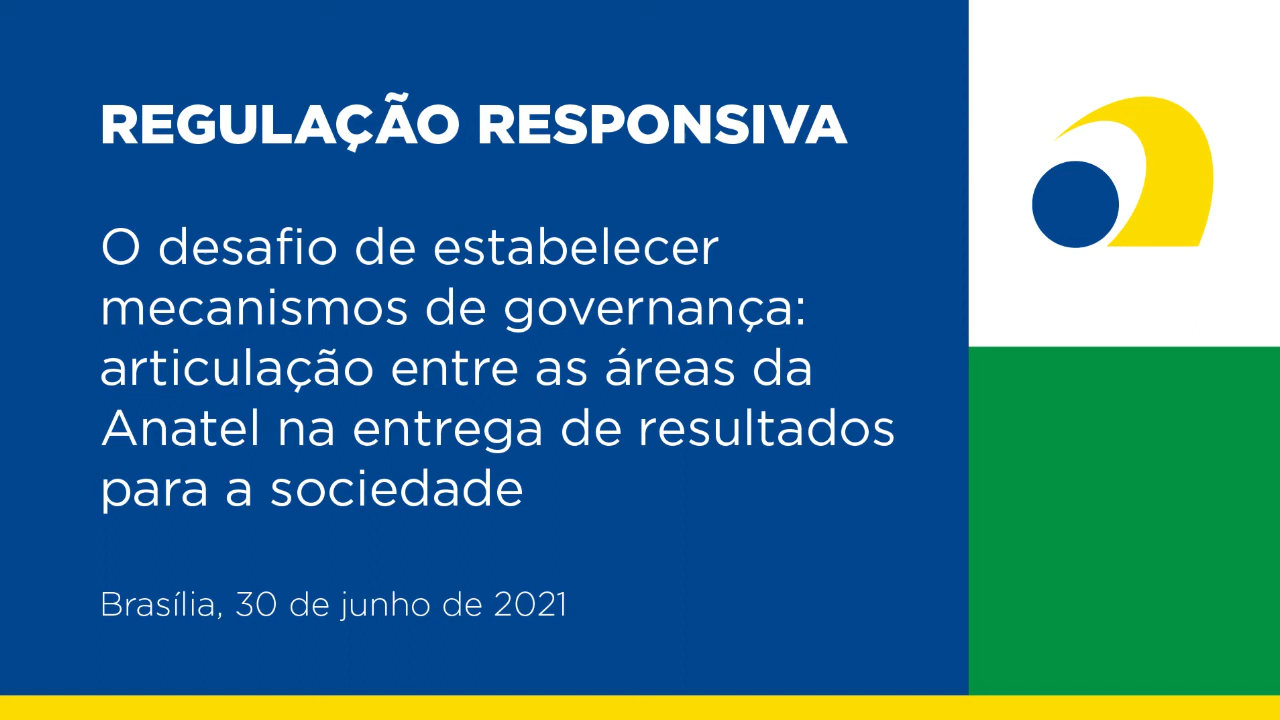 REGULAÇÃO RESPONSIVA
O desafio de estabelecer
mecanismos de governança:
articulação entre as áreas da
Anatel na entrega de resultados
para a sociedade
Brasília, 30 de junho de 2021